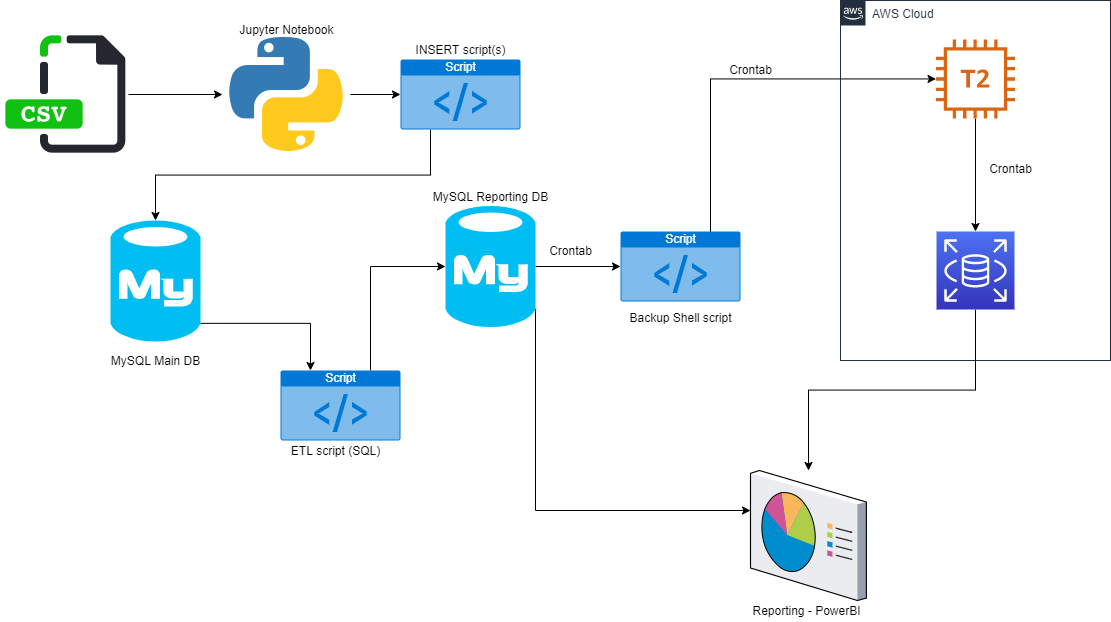 Jupyter Notebook
aws
AWS Cloud
CSV
INSERT script(s)
Script
</>
Crontab
T2
Crontab
MySQL Reporting DB
My
My
Crontab
Script
</>
Backup Shell script
MySQL Main DB
Script
</>
ETL script (SQL)
Reporting - PowerBI